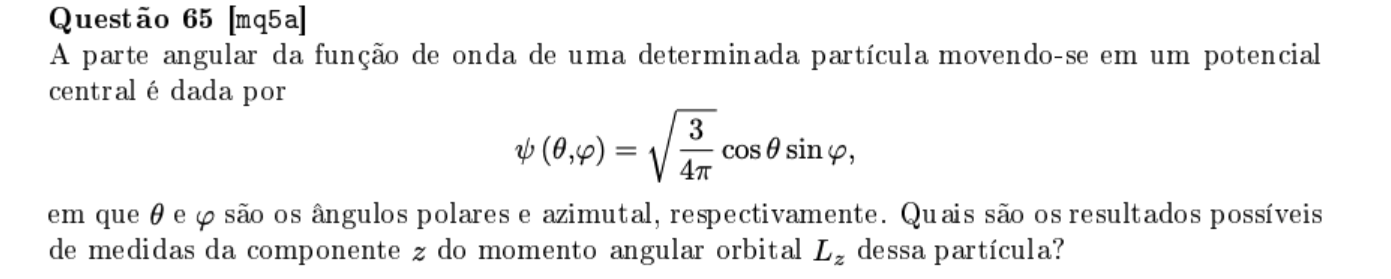 Questão 65 [mq5a]
A parte angular da função de onda de uma determinada partícula movendo-se em um potencial
central é dada por
ψ (θ,φ) = √(3/4π) cos θ sin φ,
em que θ e φ são os ângulos polares e azimutal, respectivamente. Quais são os resultados possíveis
de medidas da componente z do momento angular orbital L_z dessa partícula?